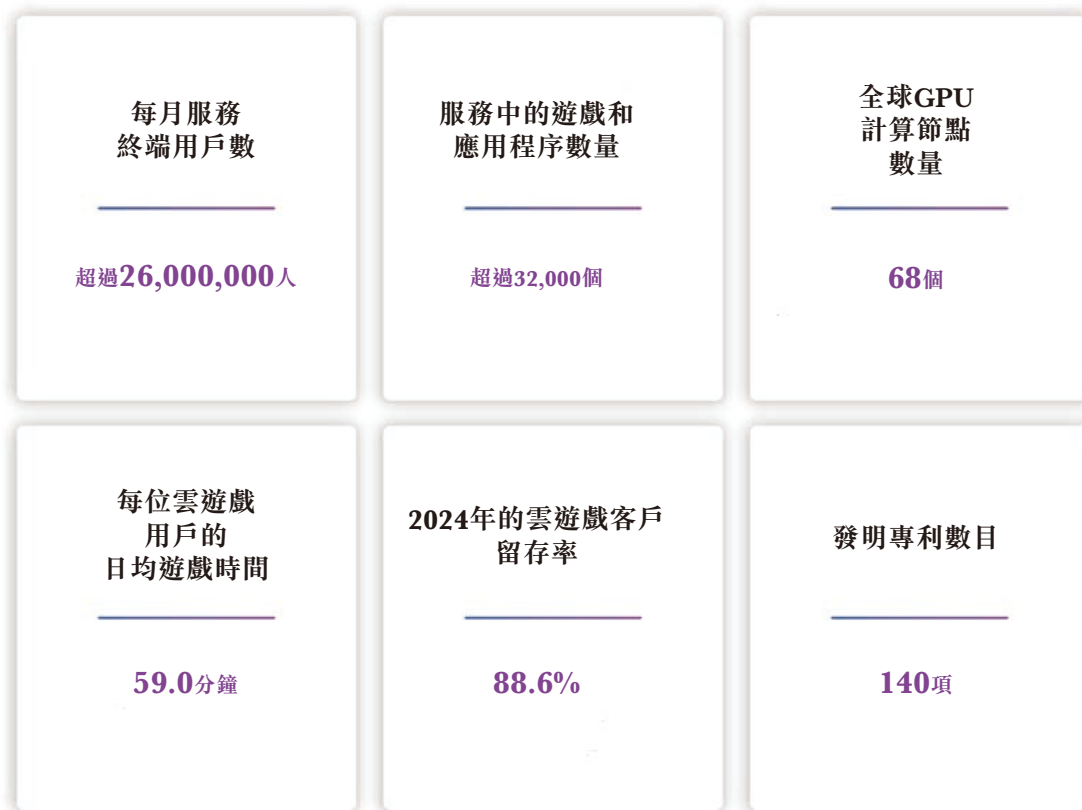 每月服務
終端用戶數
超過26,000,000人
服務中的遊戲和
應用程序數量
超過32,000個
全球GPU
計算節點
數量
68個
每位雲遊戲
用戶的
日均遊戲時間
59.0分鐘
2024年的雲遊戲客戶
留存率
88.6%
發明專利數目
140項